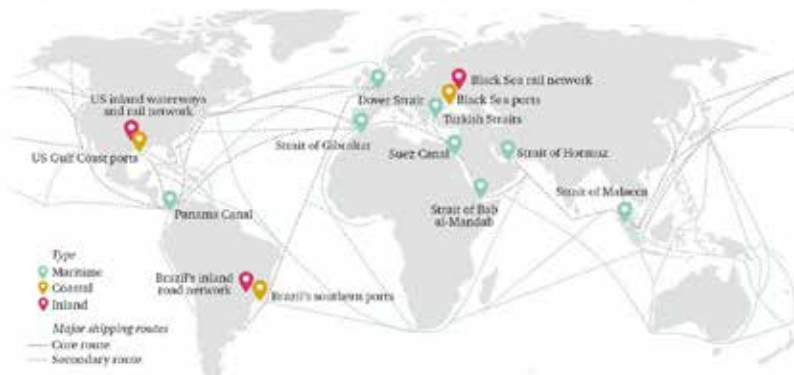 US inland waterways
and rail network
US Gulf Coast ports
Panama Canal
Brazil's inland
road network
Brazil's southern ports
Dover Strait
Strait of Gibraltar
Black Sea rail network
Black Sea ports
Turkish Straits
Suez Canal
Strait of Hormuz
Strait of Bab
al-Mandab
Strait of Malacca
Type
Maritime
Coastal
Inland
Major shipping routes
Core route
Secondary route